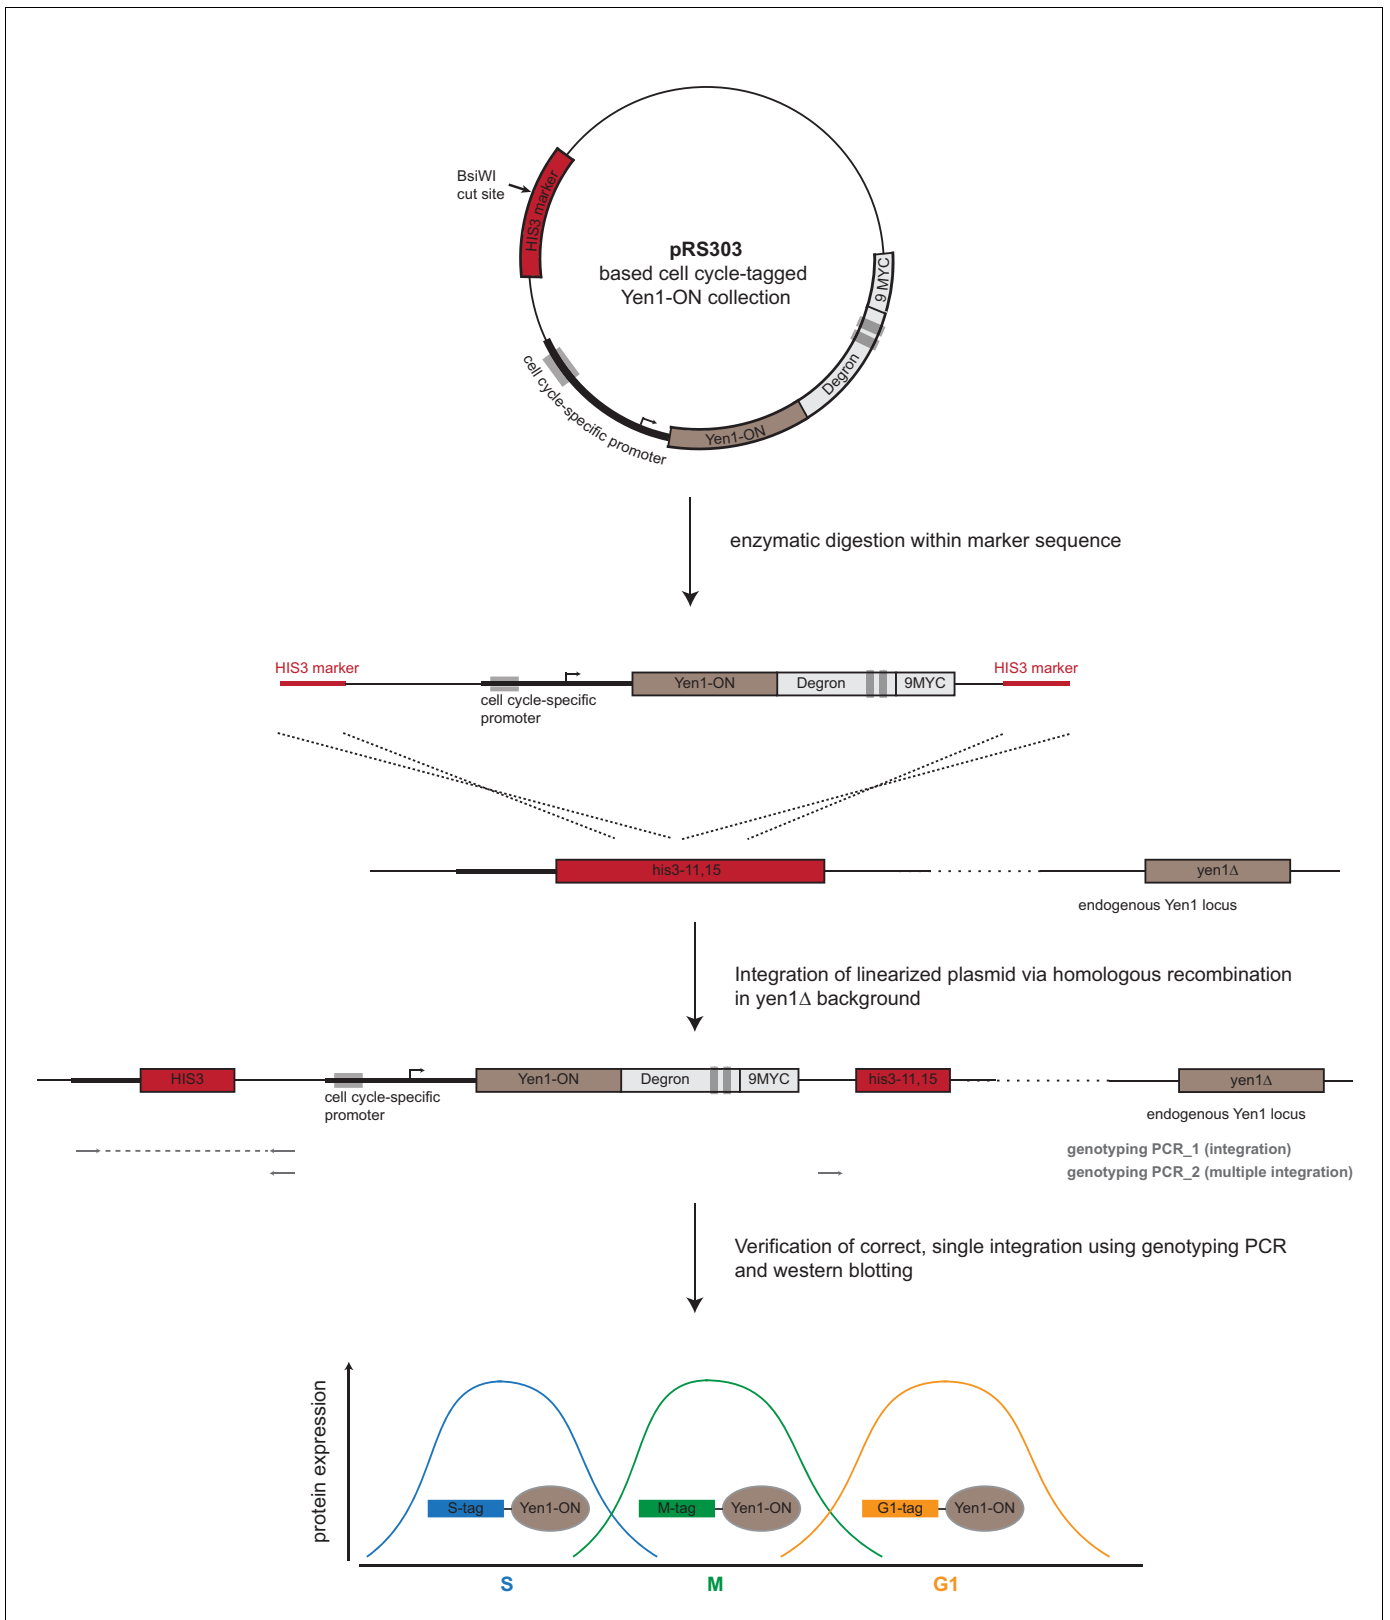 BsiWI
cut site
HIS3 marker
pRS303
based cell cycle-tagged
Yen1-ON collection
9 MYC
Degron
Yen1-ON
cell cycle-specific promoter
enzymatic digestion within marker sequence
HIS3 marker
HIS3 marker
Yen1-ON
Degron
9MYC
cell cycle-specific
promoter
his3-11,15
yen1Δ
endogenous Yen1 locus
Integration of linearized plasmid via homologous recombination
in yen1Δ background
HIS3
Yen1-ON
Degron
9MYC
his3-11,15
yen1Δ
cell cycle-specific
promoter
endogenous Yen1 locus
genotyping PCR_1 (integration)
genotyping PCR_2 (multiple integration)
Verification of correct, single integration using genotyping PCR
and western blotting
protein expression
S-tag
Yen1-ON
M-tag
Yen1-ON
G1-tag
Yen1-ON
S
M
G1